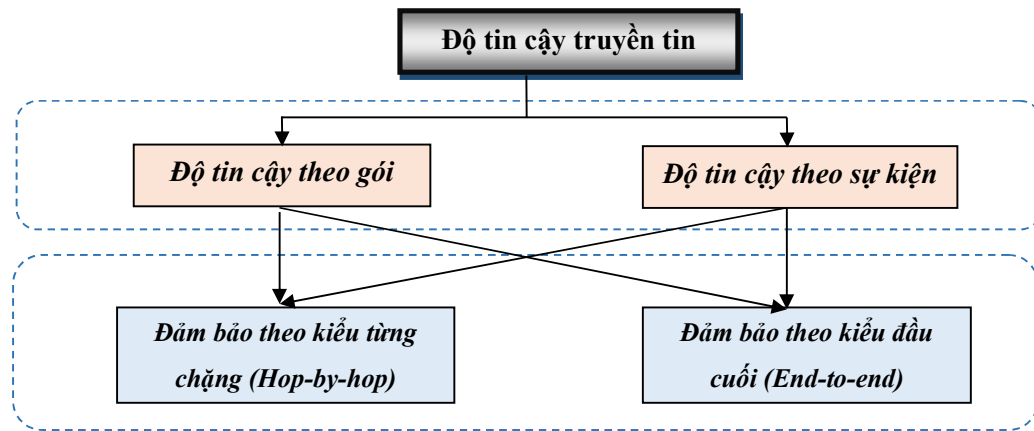 Độ tin cậy truyền tin
Độ tin cậy theo gói
Độ tin cậy theo sự kiện
Đảm bảo theo kiểu từng
chặng (Hop-by-hop)
Đảm bảo theo kiểu đầu
cuối (End-to-end)